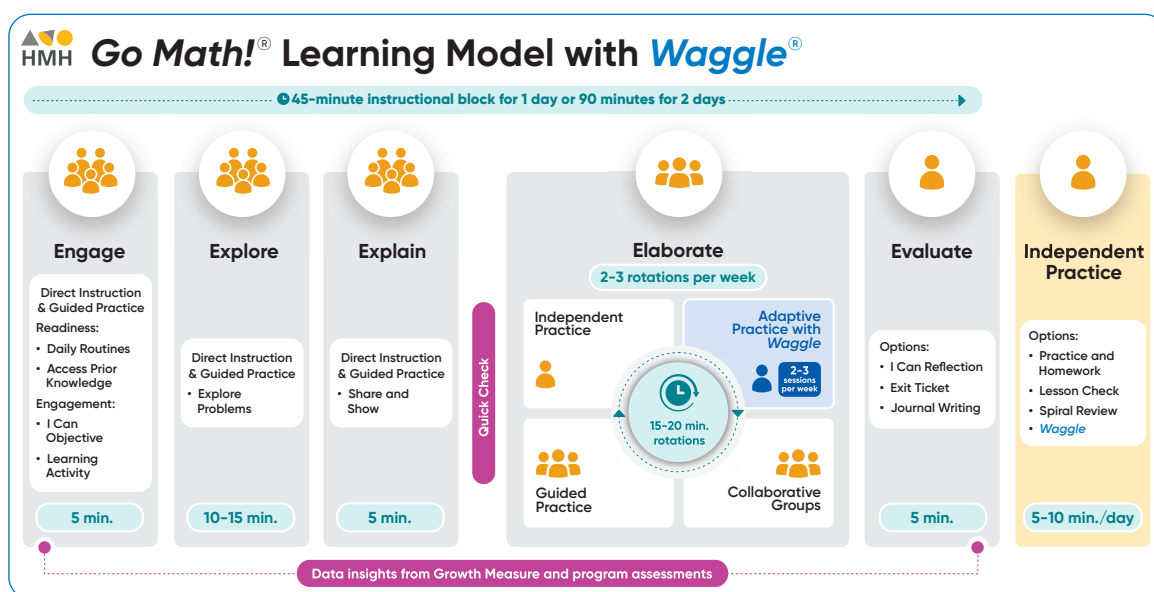 HMH
Go Math!® Learning Model with Waggle®
45-minute instructional block for 1 day or 90 minutes for 2 days
Engage
Direct Instruction
& Guided Practice
Readiness:
• Daily Routines
• Access Prior
Knowledge
Engagement:
• I Can
Objective
• Learning
Activity
5 min.
Explore
Direct Instruction
& Guided Practice
• Explore
Problems
10-15 min.
Explain
Direct Instruction
& Guided Practice
• Share and
Show
5 min.
Quick Check
Elaborate
2-3 rotations per week
Independent
Practice
Adaptive
Practice with
Waggle
2-3
sessions
per week
15-20 min.
rotations
Guided
Practice
Collaborative
Groups
Evaluate
Options:
• I Can Reflection
• Exit Ticket
• Journal Writing
5 min.
Independent
Practice
Options:
• Practice and
Homework
• Lesson Check
• Spiral Review
• Waggle
5-10 min./day
Data insights from Growth Measure and program assessments